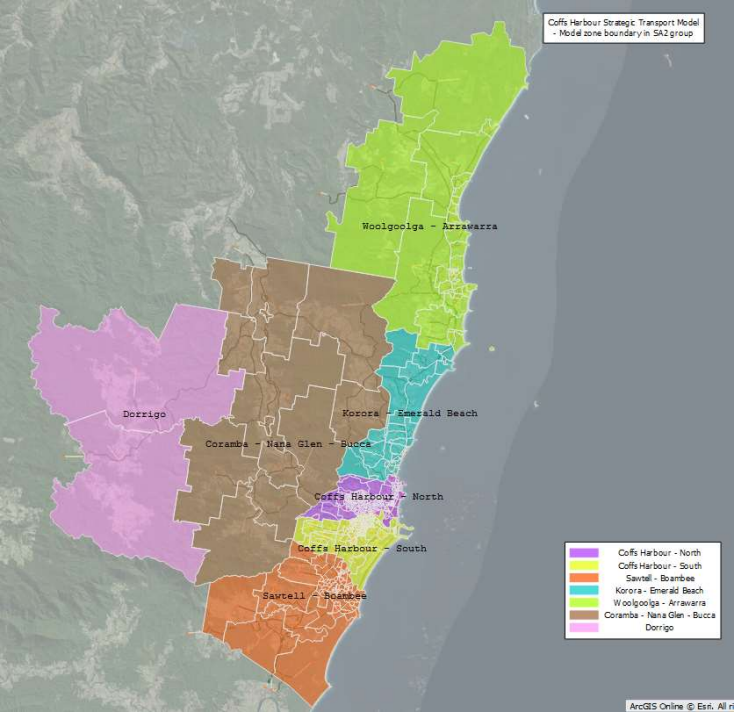 Coffs Harbour Strategic Transport Model
- Model zone boundary in SA2 group
Woolgoolga - Arrawarra
Dorrigo
Korora - Emerald Beach
Coramba - Nana Glen - Bucca
Coffs Harbour - North
Coffs Harbour - South
Sawtell - Boambee
Coffs Harbour - North
Coffs Harbour - South
Sawtell - Boambee
Korora - Emerald Beach
Woolgoolga - Arrawarra
Coramba - Nana Glen - Bucca
Dorrigo
ArcGIS Online © Esri. All ri